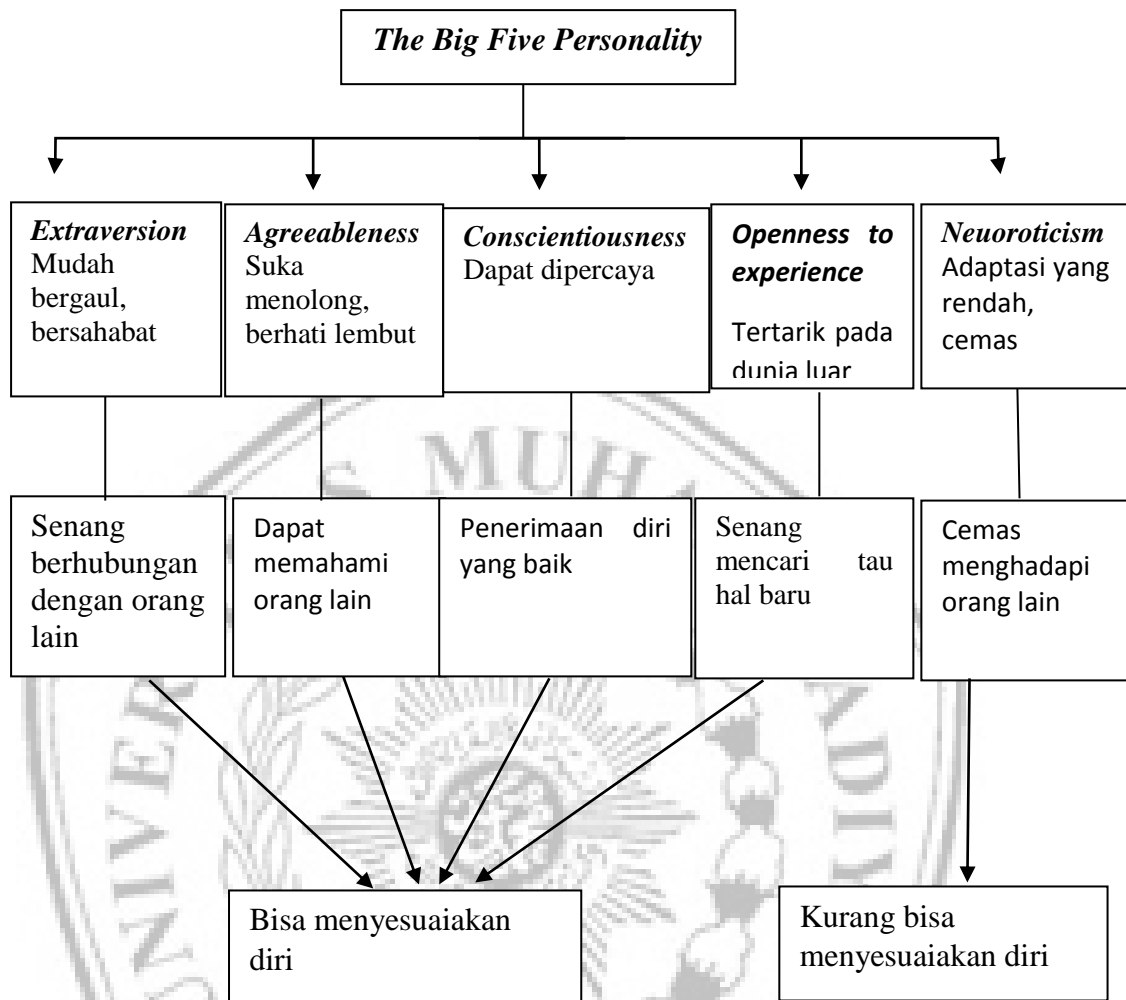 The Big Five Personality
Extraversion
Mudah
bergaul,
bersahabat
Agreeableness
Suka
menolong,
berhati lembut
Conscientiousness
Dapat dipercaya
Openness to
experience
Tertarik pada
dunia luar
Neuoroticism
Adaptasi yang
rendah,
cemas
Senang
berhubungan
dengan orang
lain
Dapat
memahami
orang lain
Penerimaan diri
yang baik
Senang
mencari tau
hal baru
Cemas
menghadapi
orang lain
Bisa menyesuaiakan
diri
Kurang bisa
menyesuaiakan diri